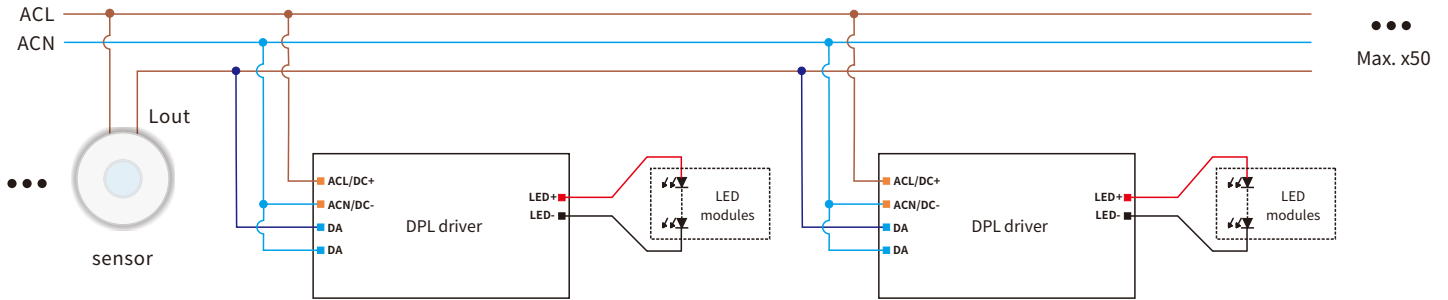 ACL
ACN
Max. x50
Lout
sensor
ACL/DC+
ACN/DC-
DA
DA
DPL driver
LED+
LED-
LED
modules
ACL/DC+
ACN/DC-
DA
DA
DPL driver
LED+
LED-
LED
modules